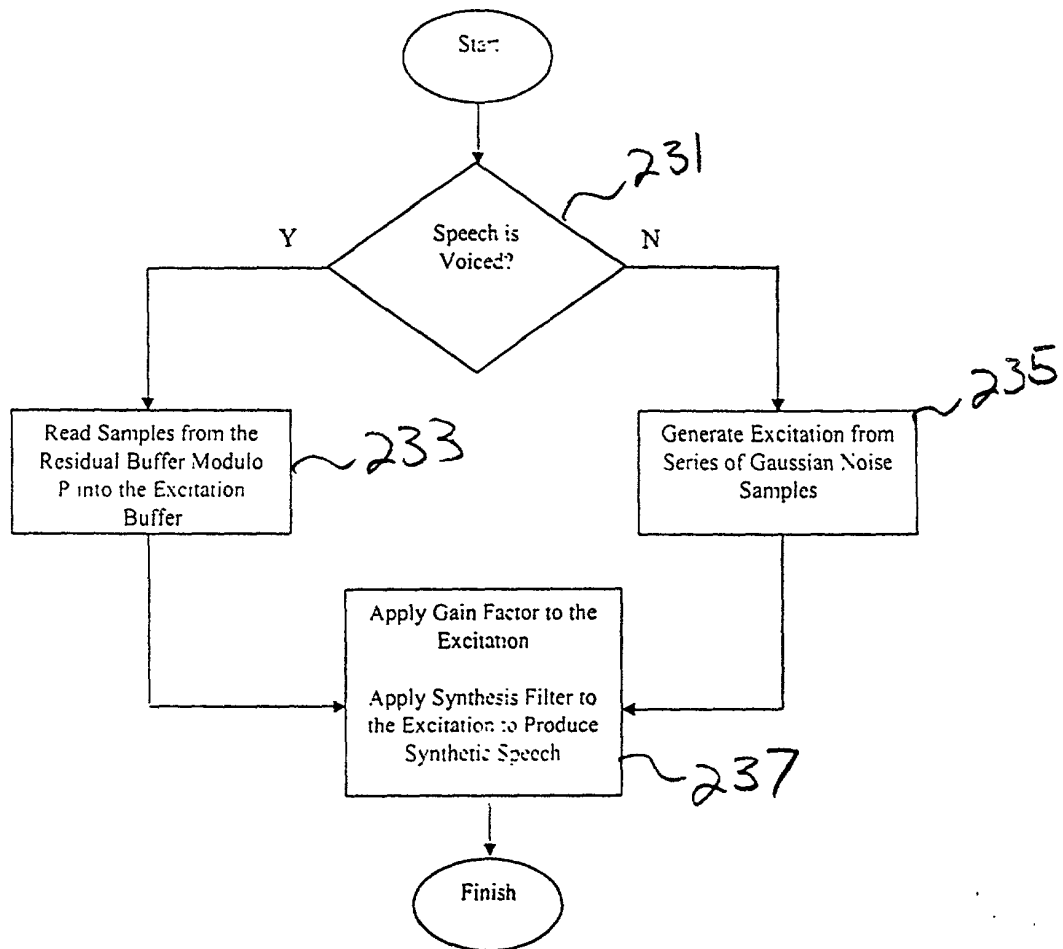 Start
231
Speech is
Voiced?
Y
N
235
Read Samples from the
Residual Buffer Modulo
P into the Excitation
Buffer
233
Generate Excitation from
Series of Gaussian Noise
Samples
Apply Gain Factor to the
Excitation
Apply Synthesis Filter to
the Excitation to Produce
Synthetic Speech
237
Finish